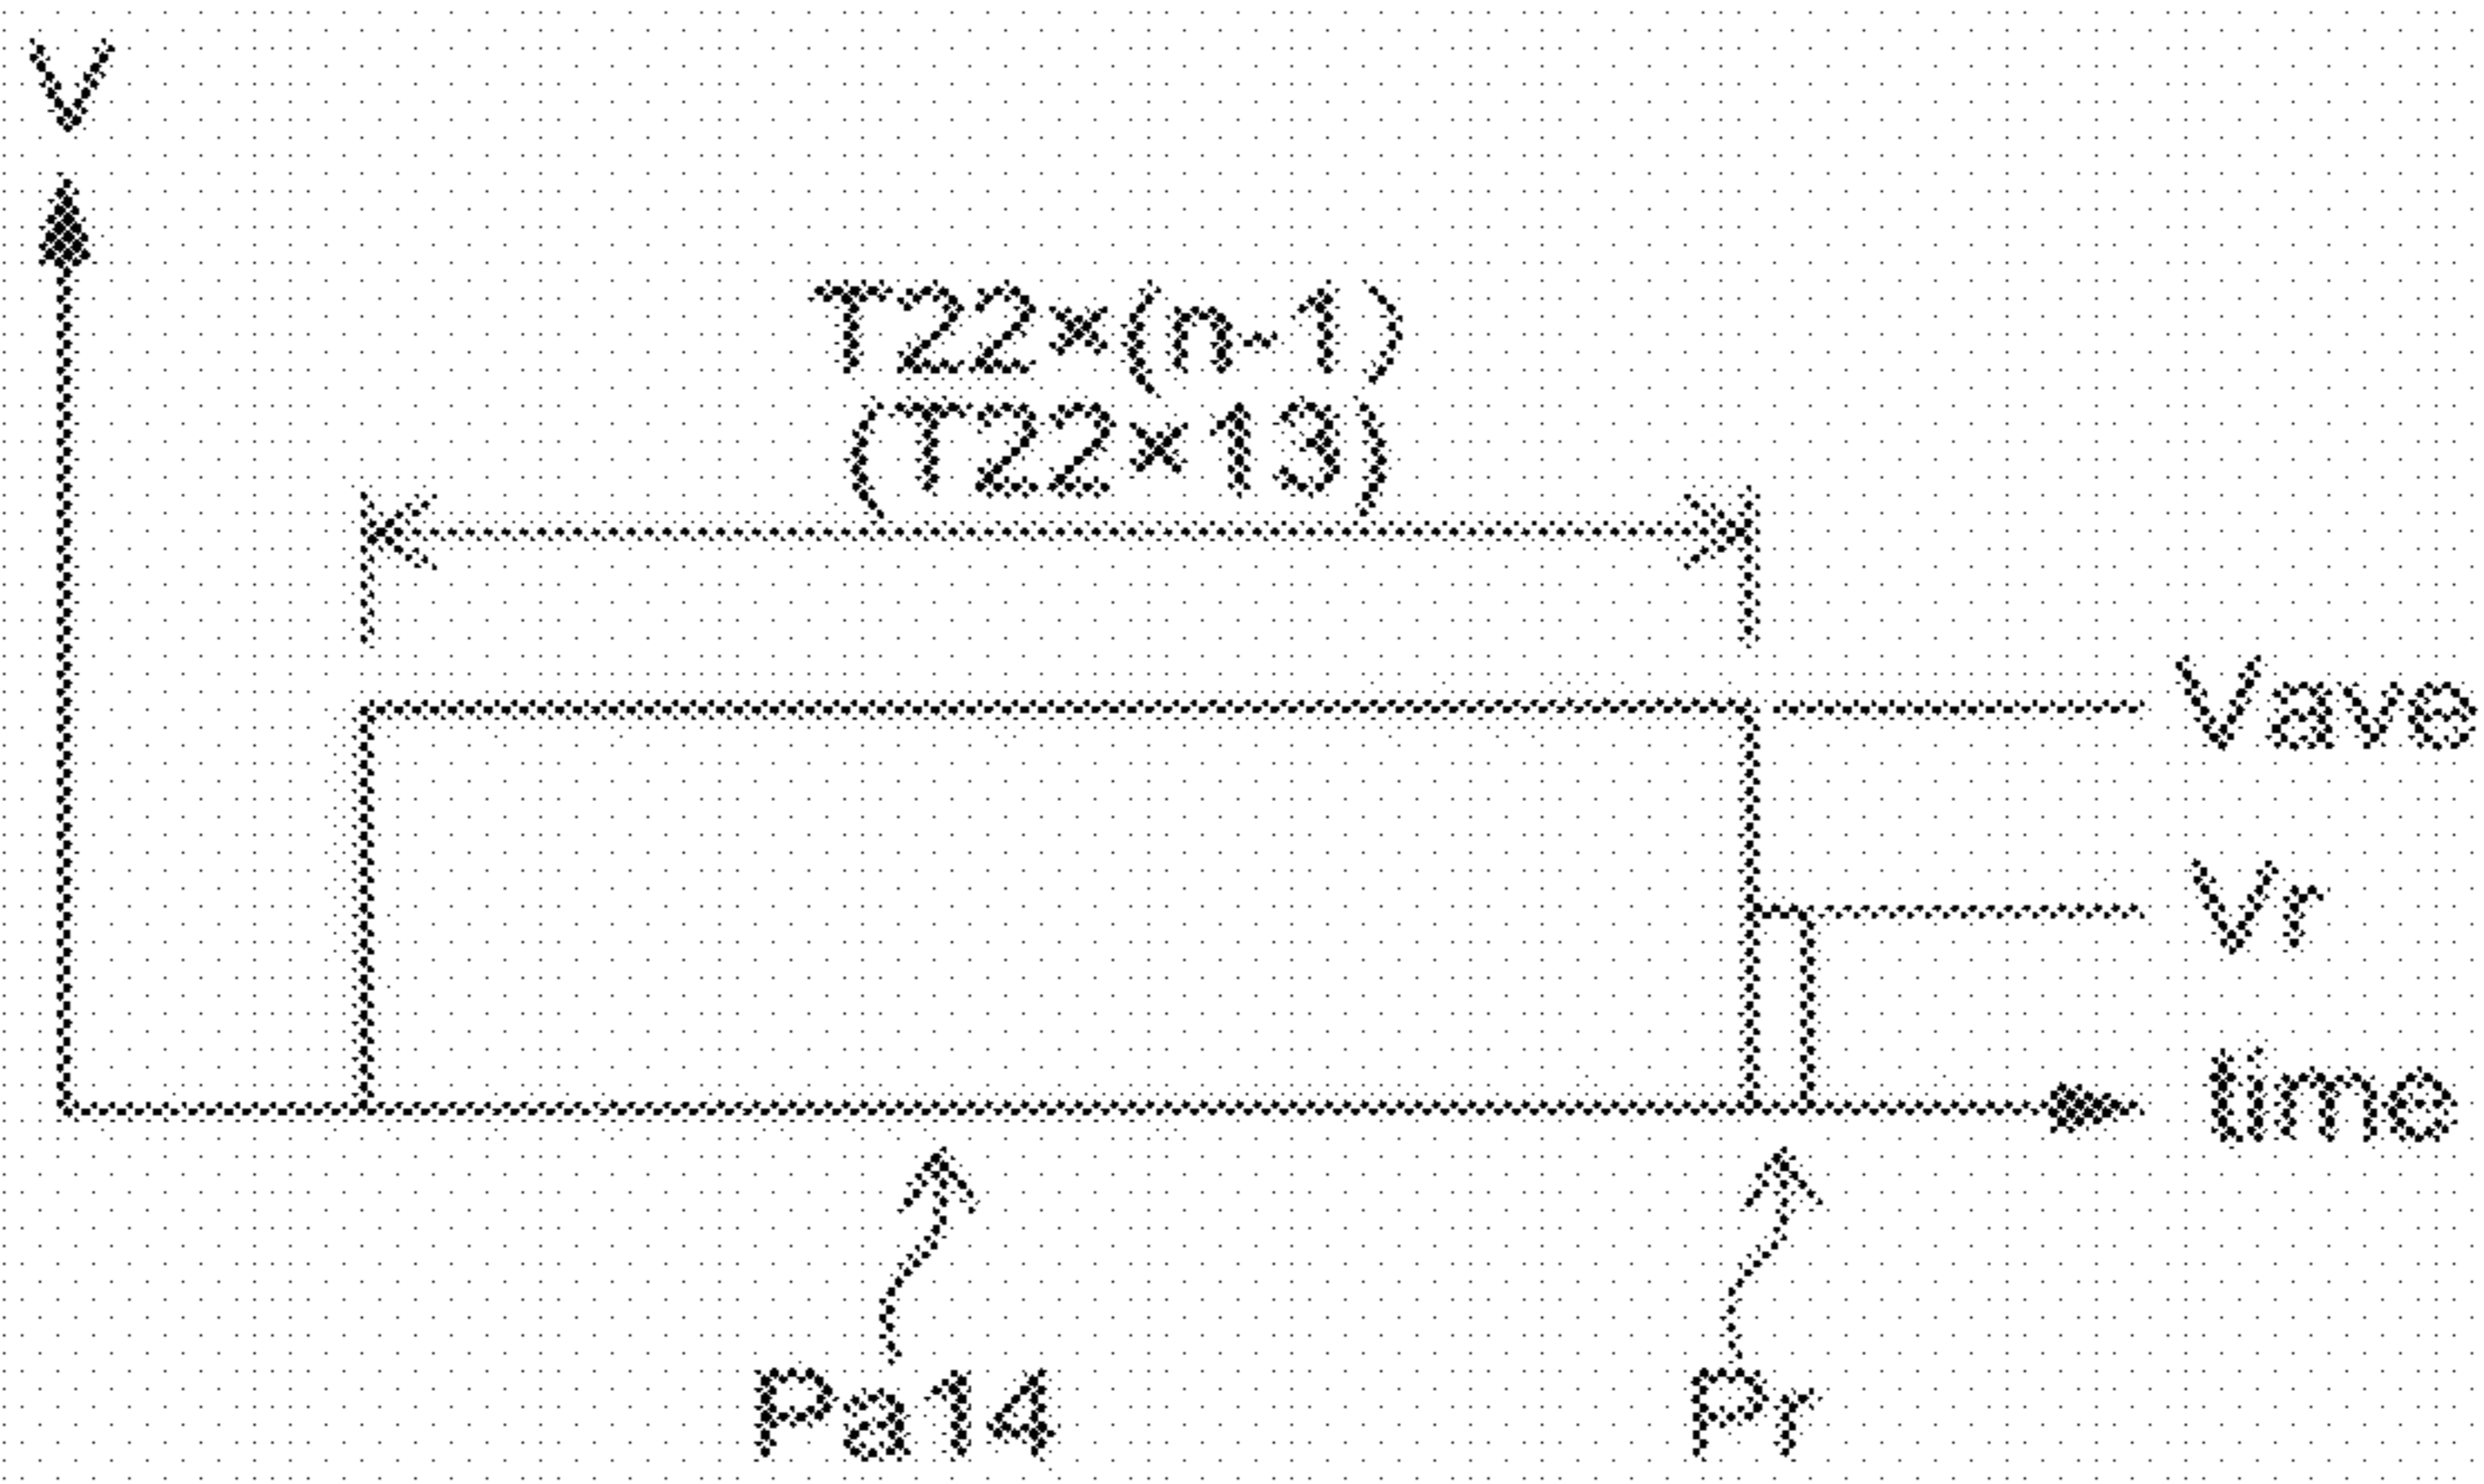 V
T22×(n-1)
(T22×13)
Vave
Vr
time
Pa14
Pr